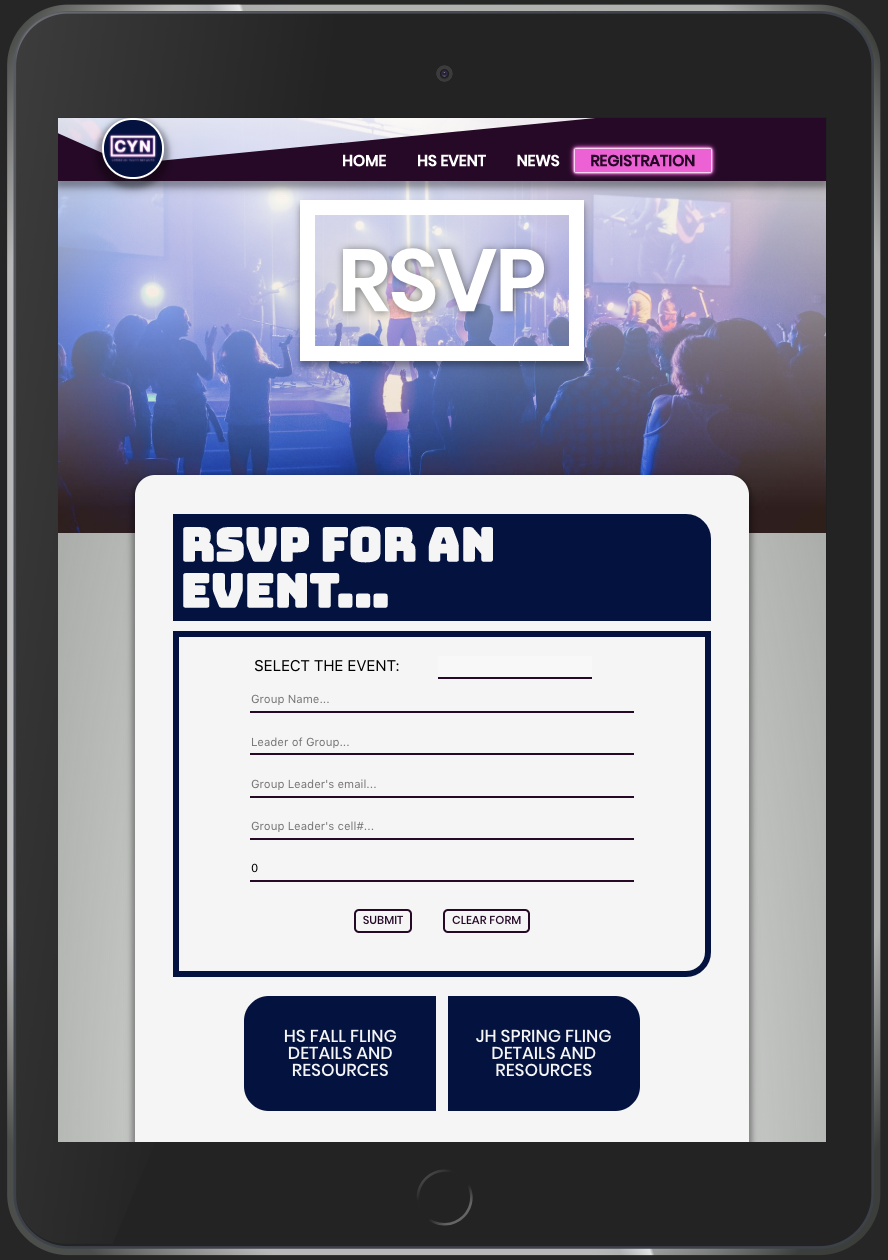 CYN
HOME HS EVENT NEWS REGISTRATION
RSVP
RSVP FOR AN
EVENT...
SELECT THE EVENT:
Group Name...
Leader of Group...
Group Leader's email...
Group Leader's cell#...
0
SUBMIT CLEAR FORM
HS FALL FLING
DETAILS AND
RESOURCES
JH SPRING FLING
DETAILS AND
RESOURCES